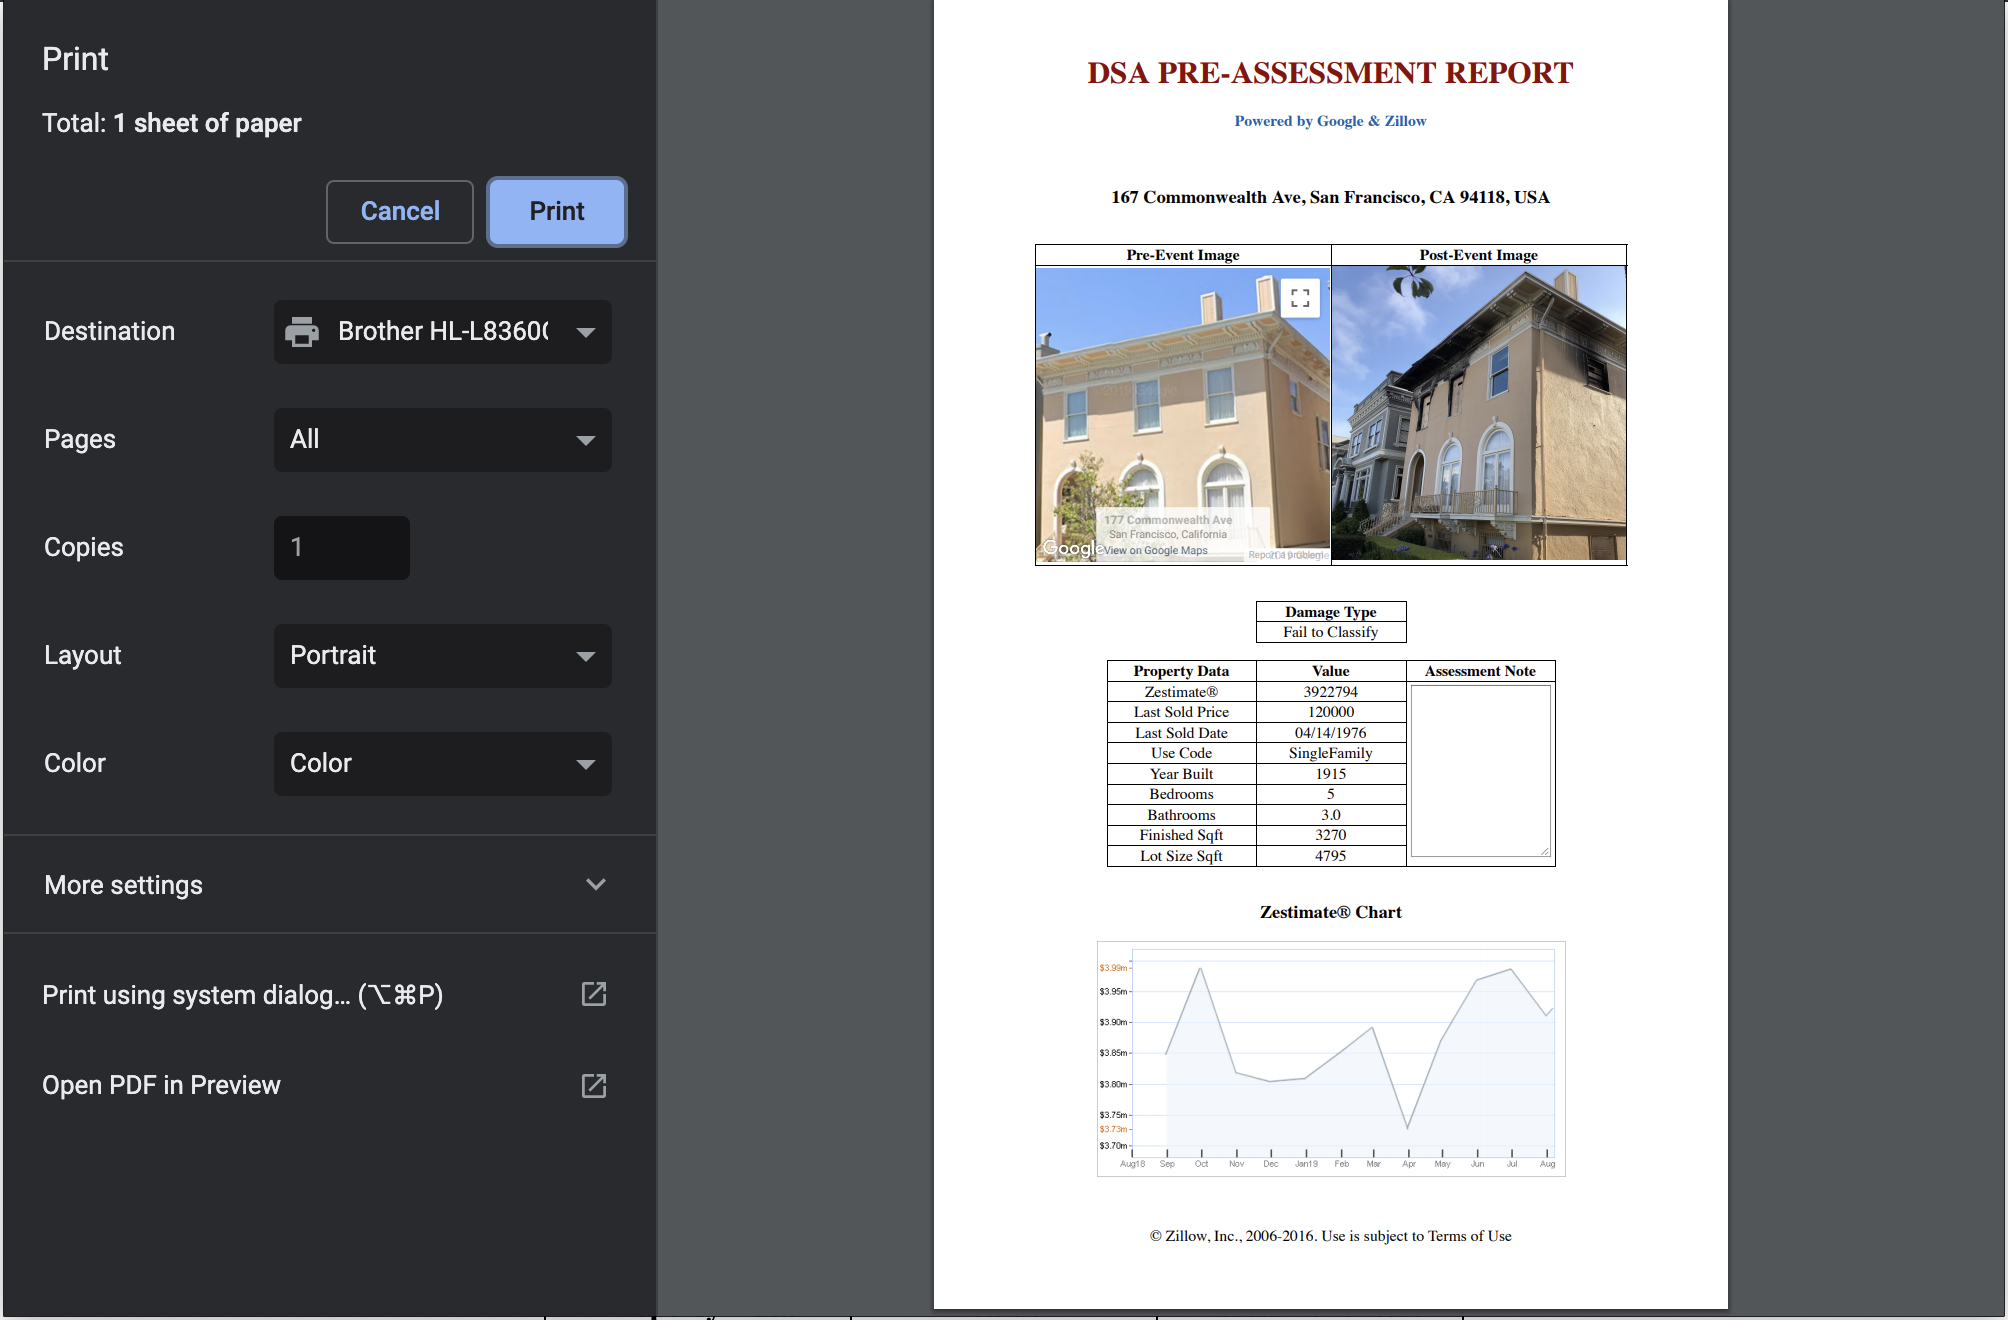 Print
Total: 1 sheet of paper
Cancel
Print
Destination
Brother HL-L8360
Pages
All
Copies
1
Layout
Portrait
Color
Color
More settings
Print using system dialog... (⌥⌘P)
Open PDF in Preview
DSA PRE-ASSESSMENT REPORT
Powered by Google & Zillow
167 Commonwealth Ave, San Francisco, CA 94118, USA
Pre-Event Image Post-Event Image
177 Commonwealth Ave
San Francisco, California
View on Google Maps
Google
Report a problem
Damage Type
Fail to Classify
Property Data Value Assessment Note
Zestimate® 3922794
Last Sold Price 120000
Last Sold Date 04/14/1976
Use Code SingleFamily
Year Built 1915
Bedrooms 5
Bathrooms 3.0
Finished Sqft 3270
Lot Size Sqft 4795
Zestimate® Chart
$3.99m
$3.95m
$3.90m
$3.85m
$3.80m
$3.75m
$3.73m
$3.70m
Aug18 Sep Oct Nov Dec Jan19 Feb Mar Apr May Jun Jul Aug
© Zillow, Inc., 2006-2016. Use is subject to Terms of Use